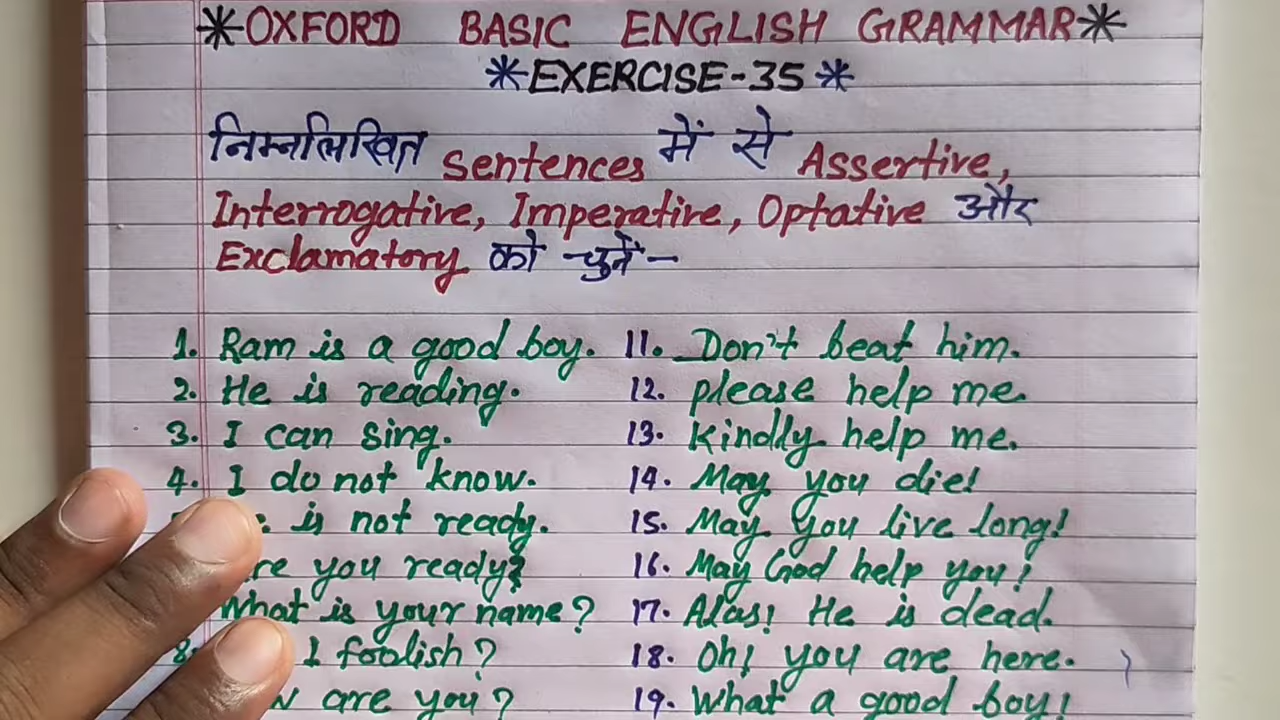 *OXFORD BASIC ENGLISH GRAMMAR*
*EXERCISE-35*
निम्नलिखित Sentences में से Assertive,
Interrogative, Imperative, Optative और
Exclamatory को चुनें-
1. Ram is a good boy.
2. He is reading.
3. I can sing.
4. I do not know.
is not ready.
you ready?
What is your name?
8. I foolish?
are you?
11. Don't beat him.
12. please help me.
13. Kindly help me.
14. May you die!
15. May you live long!
16. May God help you!
17. Alas! He is dead.
18. Oh! you are here.
19. What a good boy!